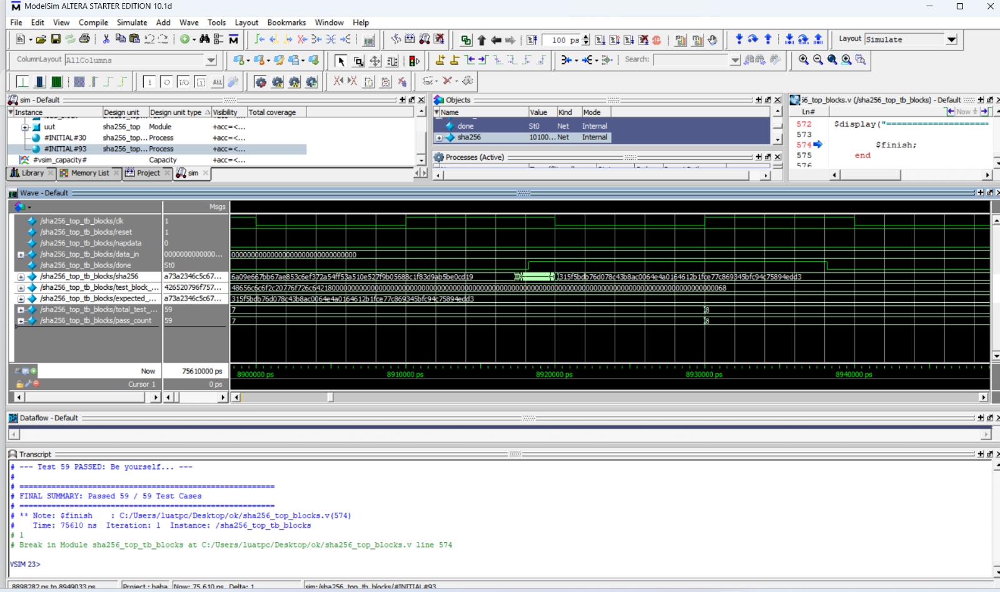 ModelSim ALTERA STARTER EDITION 10.1d
File Edit View Compile Simulate Add Wave Tools Layout Bookmarks Window Help
100 ps Layout Simulate
ColumnLayout AllColumns Search:
sim - Default
Instance Design unit Design unit type Visibility Total coverage
uut sha256_top Module +acc=<...
#INITIAL#30 sha256_top... Process +acc=<...
#INITIAL#93 sha256_top... Process +acc=<...
#vsim_capacity# Capacity +acc=<...
Library Memory List Project sim
Objects
Name Value Kind Mode
done St0 Net Internal
sha256 10100... Net Internal
Processes (Active)
i6_top_blocks.v (/sha256_top_tb_blocks) - Default
Ln# Now
572 $display("======================
573
574 $finish;
575 end
576
Wave - Default
Msgs
/sha256_top_tb_blocks/clk 1
/sha256_top_tb_blocks/reset 1
/sha256_top_tb_blocks/napdata 0
/sha256_top_tb_blocks/data_in 0000000000000... 00000000000000000000000000000000
/sha256_top_tb_blocks/done St0
/sha256_top_tb_blocks/sha256 a73a2346c5c67... 6a09e667bb67ae853c6ef372a54ff53a510e527f9b05688c1f83d9ab5be0cd19 315f5bdb76d078c43b8ac0064e4a0164612b1fce77c869345bfc94c75894edd3
/sha256_top_tb_blocks/test_block_... 426520796f757...
/sha256_top_tb_blocks/expected_... a73a2346c5c67... 315f5bdb76d078c43b8ac0064e4a0164612b1fce77c869345bfc94c75894edd3
/sha256_top_tb_blocks/total_test_... 59 7 8
/sha256_top_tb_blocks/pass_count 59 7 8
Now 75610000 ps 8900000 ps 8910000 ps 8920000 ps 8930000 ps 8940000 ps
Cursor 1 0 ps
Dataflow - Default
Transcript
# --- Test 59 PASSED: Be yourself... ---
#
# ========================================================
# FINAL SUMMARY: Passed 59 / 59 Test Cases
# ========================================================
# ** Note: $finish : C:/Users/luatpc/Desktop/ok/sha256_top_blocks.v(574)
# Time: 75610 ns Iteration: 1 Instance: /sha256_top_tb_blocks
# 1
# Break in Module sha256_top_tb_blocks at C:/Users/luatpc/Desktop/ok/sha256_top_blocks.v line 574
VSIM 23>
8898282 ps to 8949033 ps Project : haha Now: 75,610 ns Delta: 1 sim:/sha256_top_tb_blocks/#INITIAL#93